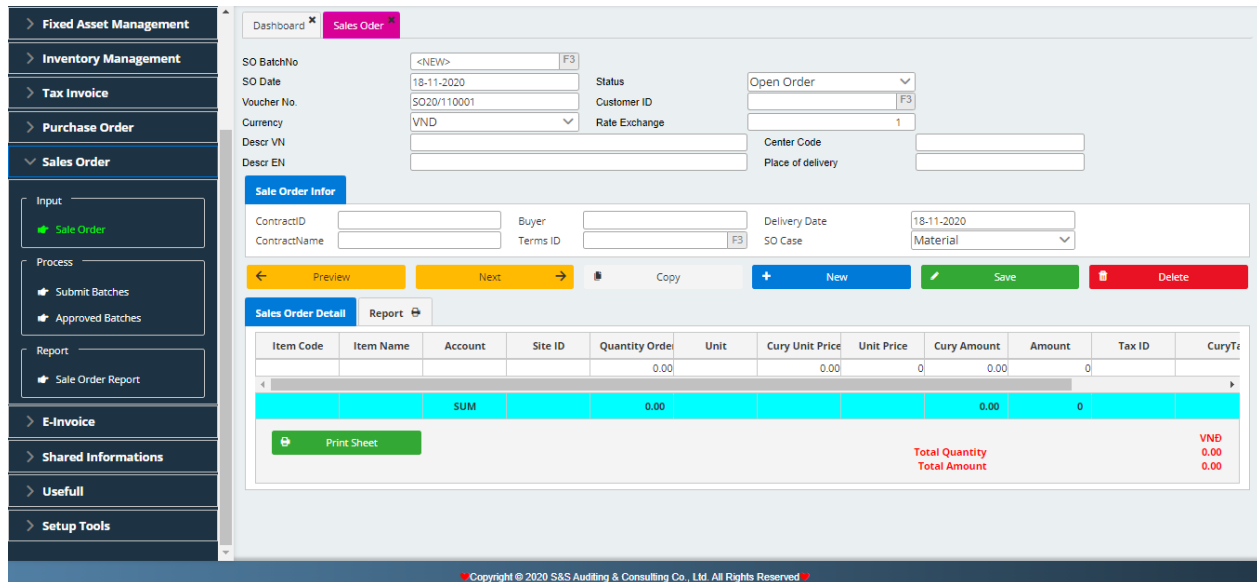 Fixed Asset Management
Inventory Management
Tax Invoice
Purchase Order
Sales Order
Input
Sale Order
Process
Submit Batches
Approved Batches
Report
Sale Order Report
E-Invoice
Shared Informations
Usefull
Setup Tools
Dashboard x Sales Oder x
SO BatchNo <NEW> F3
SO Date 18-11-2020 Status Open Order
Voucher No. SO20/110001 Customer ID F3
Currency VND Rate Exchange 1
Descr VN Center Code
Descr EN Place of delivery
Sale Order Infor
ContractID Buyer Delivery Date 18-11-2020
ContractName Terms ID F3 SO Case Material
Preview Next Copy New Save Delete
Sales Order Detail Report
Item Code Item Name Account Site ID Quantity Order Unit Cury Unit Price Unit Price Cury Amount Amount Tax ID CuryTa
0.00 0.00 0 0.00 0
SUM 0.00 0.00 0
Print Sheet
VNĐ
Total Quantity 0.00
Total Amount 0.00
Copyright © 2020 S&S Auditing & Consulting Co., Ltd. All Rights Reserved